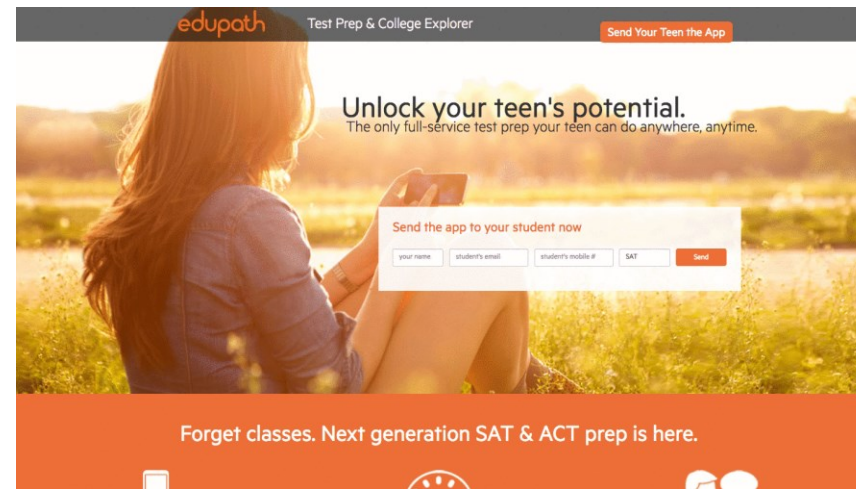 edupath
Test Prep & College Explorer
Send Your Teen the App
Unlock your teen's potential.
The only full-service test prep your teen can do anywhere, anytime.
Send the app to your student now
your name student's email student's mobile # SAT Send
Forget classes. Next generation SAT & ACT prep is here.